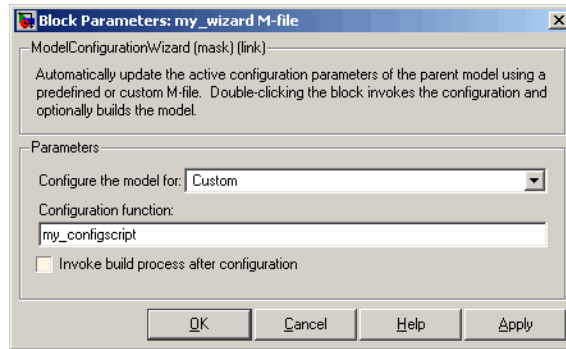 Block Parameters: my_wizard M-file
ModelConfigurationWizard (mask) (link)
Automatically update the active configuration parameters of the parent model using a
predefined or custom M-file. Double-clicking the block invokes the configuration and
optionally builds the model.
Parameters
Configure the model for: Custom
Configuration function:
my_configscript
Invoke build process after configuration
OK Cancel Help Apply